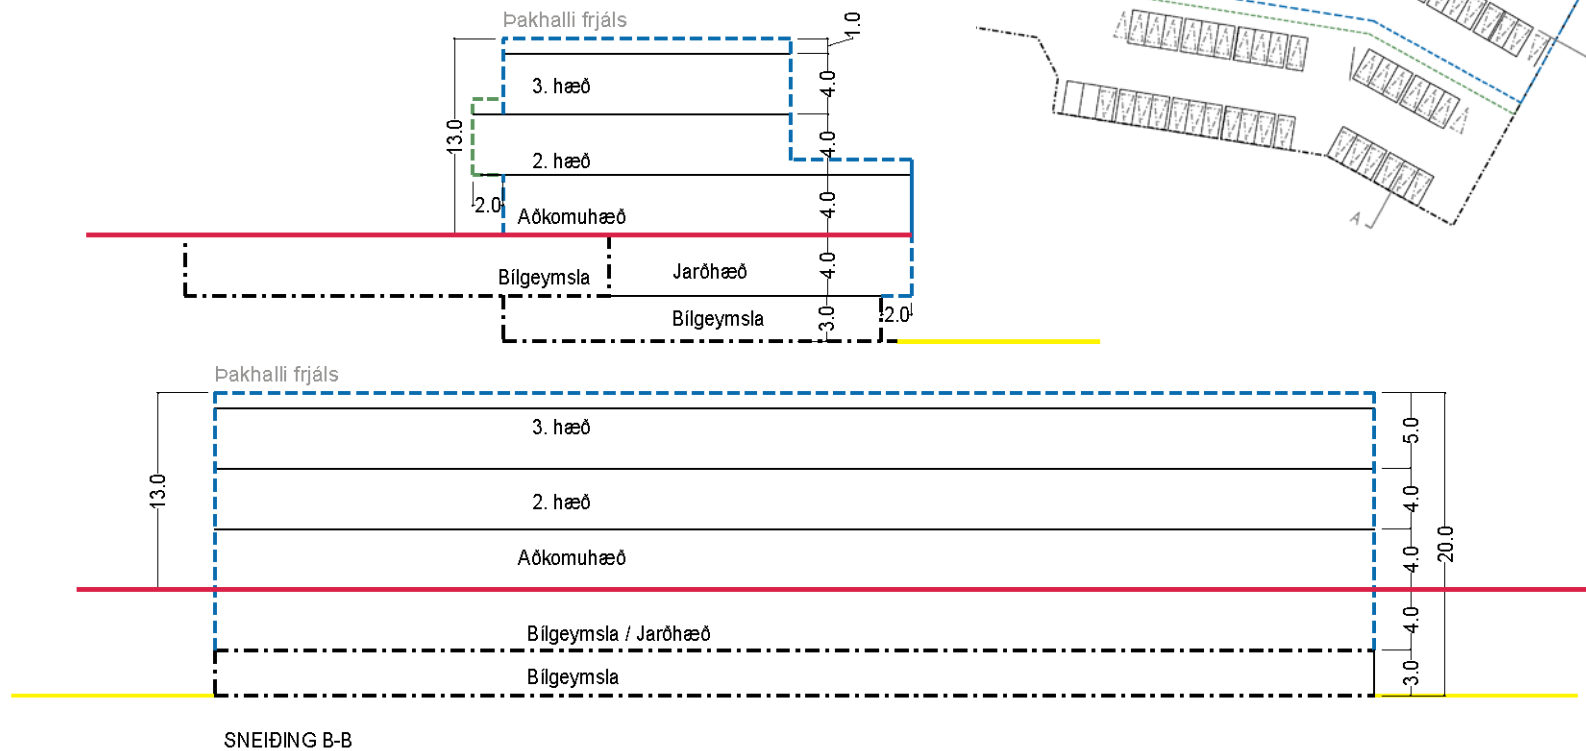 Þakhalli frjáls
1.0
3. hæð
4.0
13.0
2. hæð
4.0
2.0
Aðkomuhæð
4.0
A
Bílgeymsla
Jarðhæð
4.0
Bílgeymsla
3.0
2.0
Þakhalli frjáls
3. hæð
5.0
13.0
2. hæð
4.0
20.0
Aðkomuhæð
4.0
Bílgeymsla / Jarðhæð
4.0
Bílgeymsla
3.0
SNEIÐING B-B